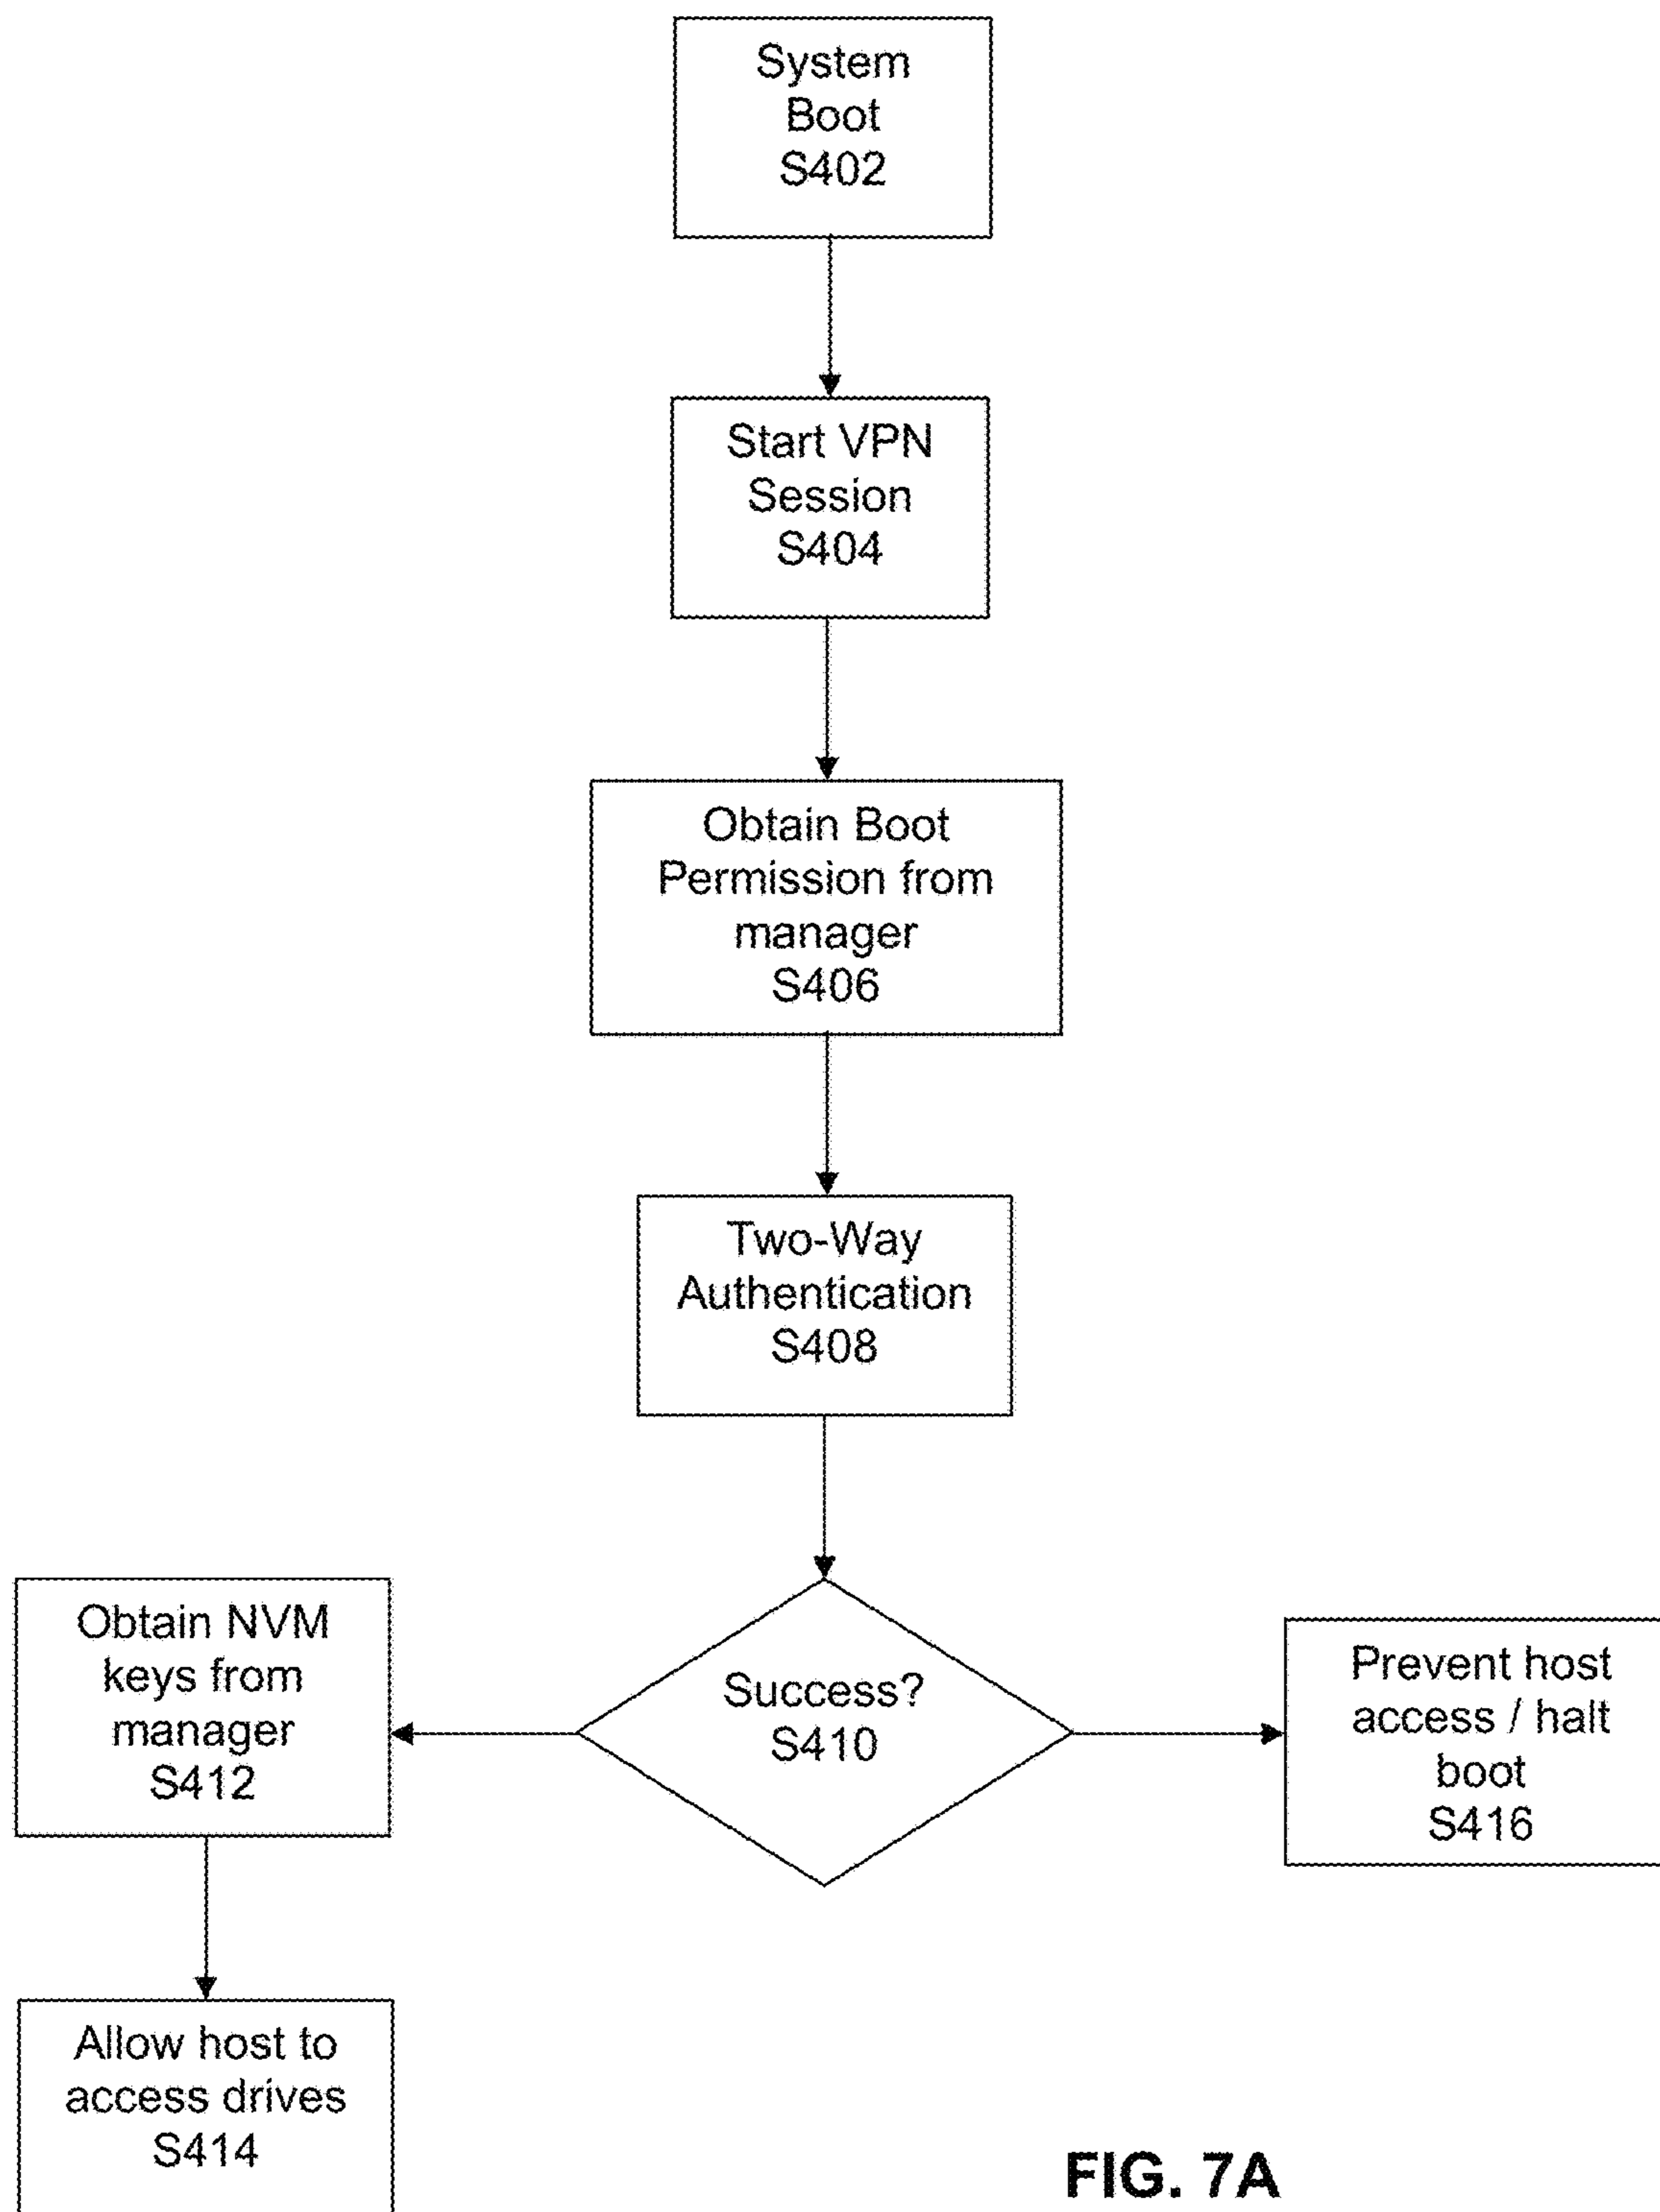 System
Boot
S402
Start VPN
Session
S404
Obtain Boot
Permission from
manager
S406
Two-Way
Authentication
S408
Success?
S410
Obtain NVM
keys from
manager
S412
Prevent host
access / halt
boot
S416
Allow host to
access drives
S414
FIG. 7A